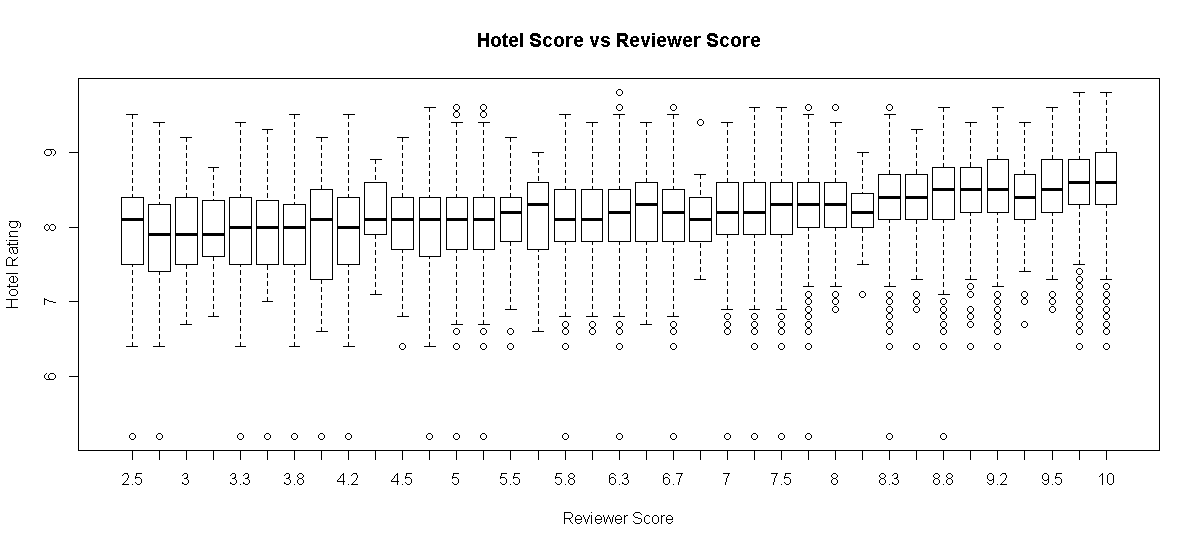 Hotel Score vs Reviewer Score
Hotel Rating
9
8
7
6
2.5 3 3.3 3.8 4.2 4.5 5 5.5 5.8 6.3 6.7 7 7.5 8 8.3 8.8 9.2 9.5 10
Reviewer Score